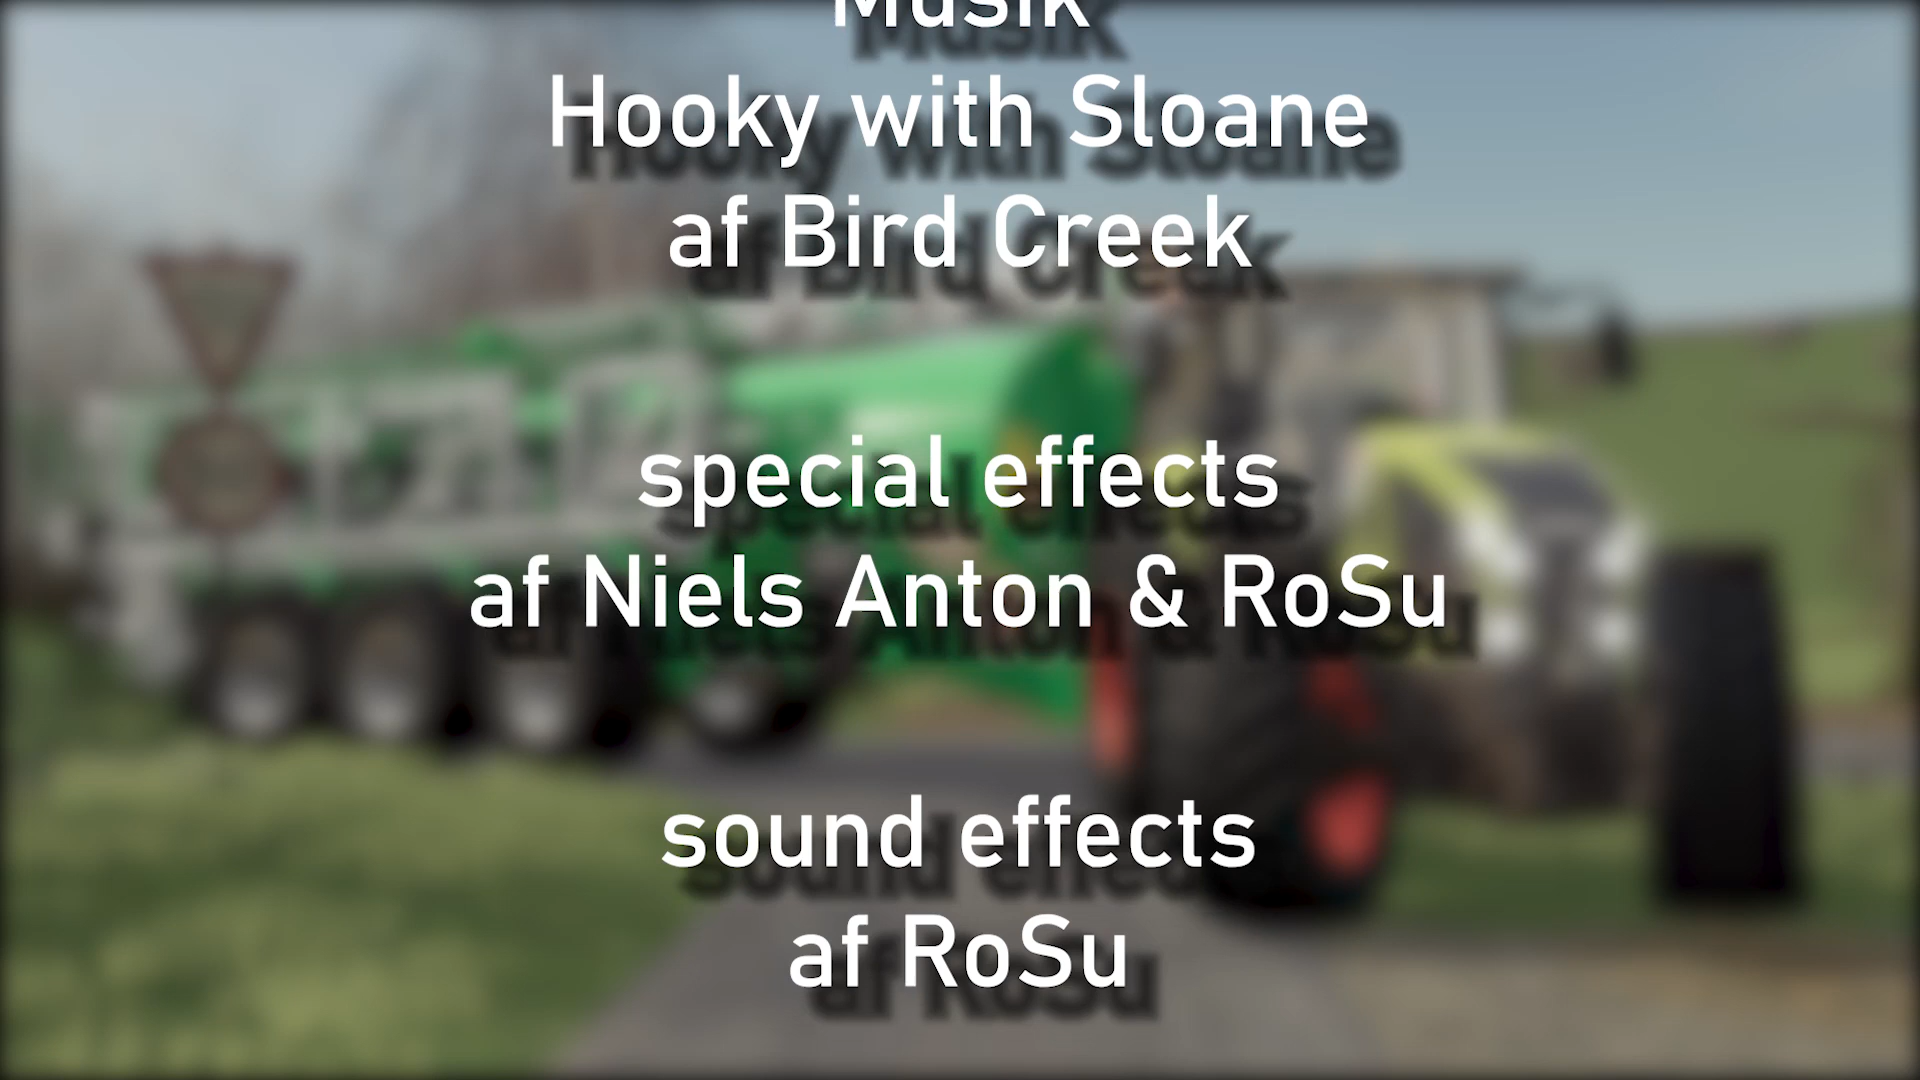 Musik
Hooky with Sloane
af Bird Creek
special effects
af Niels Anton & RoSu
sound effects
af RoSu